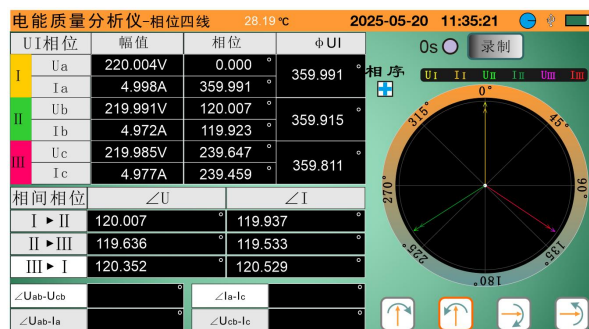 电能质量分析仪-相位四线 28.19 ℃ 2025-05-20 11:35:21
UI相位 幅值 相位 φUI
I Ua 220.004V 0.000 ° 359.991 °
Ia 4.998A 359.991 °
II Ub 219.991V 120.007 ° 359.915 °
Ib 4.972A 119.923 °
III Uc 219.985V 239.647 ° 359.811 °
Ic 4.977A 239.459 °
相间相位 ∠U ∠I
I ► II 120.007 ° 119.937 °
II ► III 119.636 ° 119.533 °
III ► I 120.352 ° 120.529 °
∠Uab-Ucb ° ∠Ia-Ic °
∠Uab-Ia ° ∠Ucb-Ic °
0s 录制
相序 UI II UII III UIII IIII
0°
45°
90°
135°
180°
225°
270°
315°